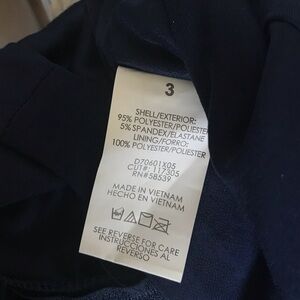 3
SHELL/EXTERIOR:
95% POLYESTER/POLIESTER
5% SPANDEX/ELASTANE
LINING/FORRO:
100% POLYESTER/POLIESTER
D70601X05
CUT#: 117305
RN#58539
MADE IN VIETNAM
HECHO EN VIETNAM
SEE REVERSE FOR CARE
INSTRUCCIONES AL
REVERSO